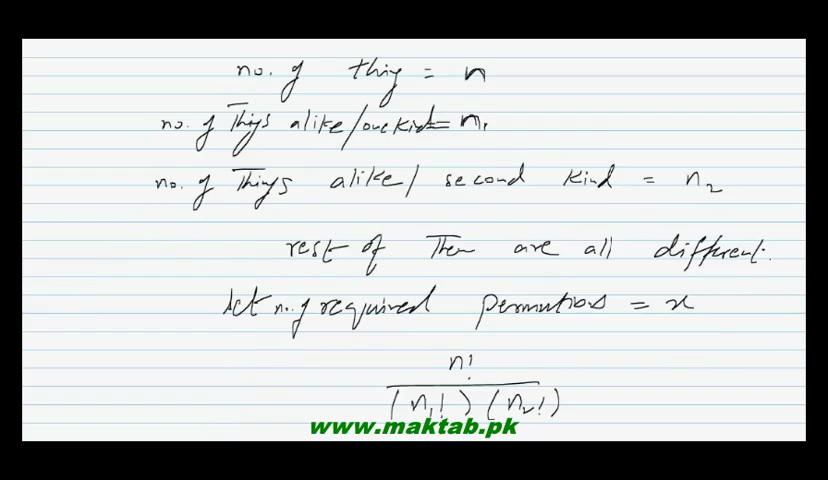 no. of thing = n
no. of Things alike/one kind = n₁
no. of Things alike/ second kind = n₂
rest of Them are all different.
let no. of required permutions = x
n!
(n₁!) (n₂!)
www.maktab.pk